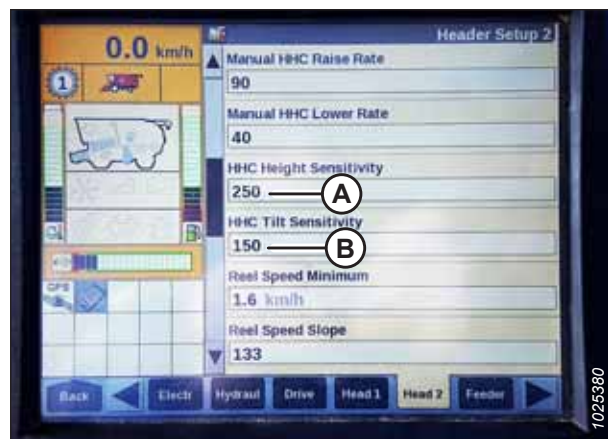 0.0 km/h
Header Setup 2
1
Manual HHC Raise Rate
90
Manual HHC Lower Rate
40
HHC Height Sensitivity
250
A
HHC Tilt Sensitivity
150
B
Reel Speed Minimum
1.6 km/h
Reel Speed Slope
133
GPS
Back
Electr
Hydraul
Drive
Head 1
Head 2
Feeder
1025380